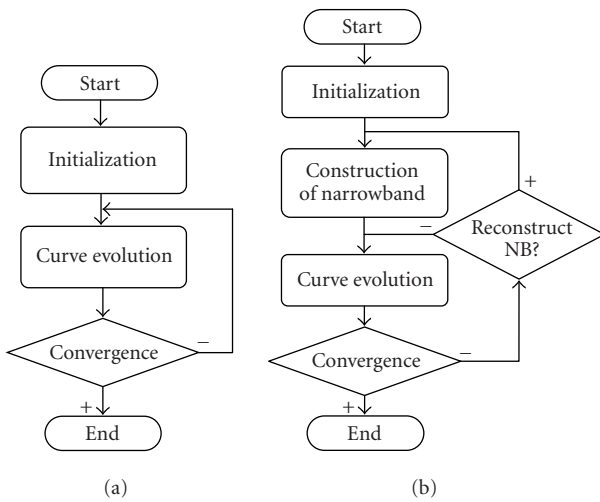 Start
Initialization
Curve evolution
Convergence
−
+
End
(a)
Start
Initialization
Construction
of narrowband
+
Reconstruct
NB?
−
Curve evolution
Convergence
−
+
End
(b)